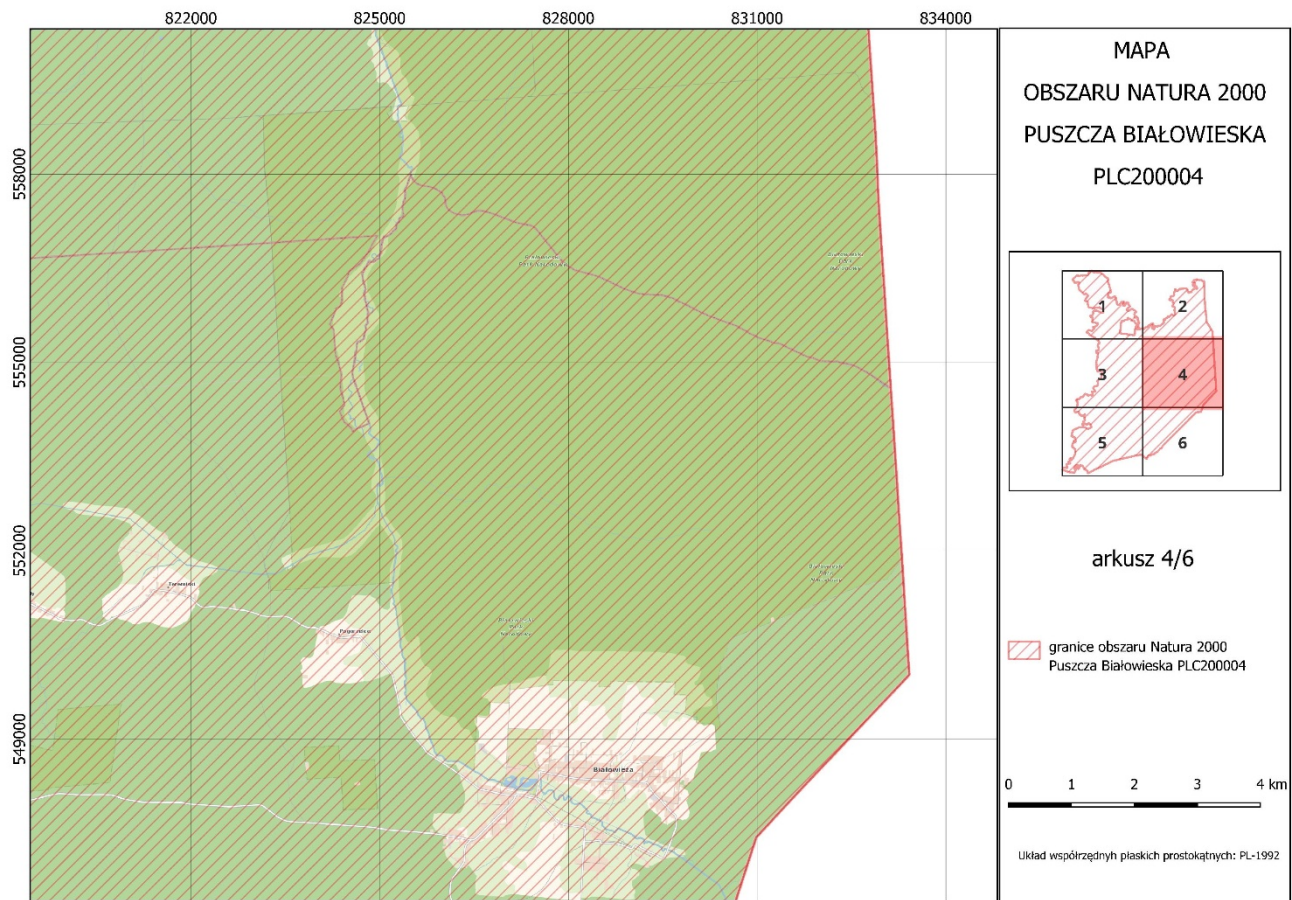 822000
825000
828000
831000
834000
558000
555000
552000
549000
Białowieża
MAPA
OBSZARU NATURA 2000
PUSZCZA BIAŁOWIESKA
PLC200004
1
2
3
4
5
6
arkusz 4/6
granice obszaru Natura 2000
Puszcza Białowieska PLC200004
0 1 2 3 4 km
Układ współrzędnyh płaskich prostokątnych: PL-1992